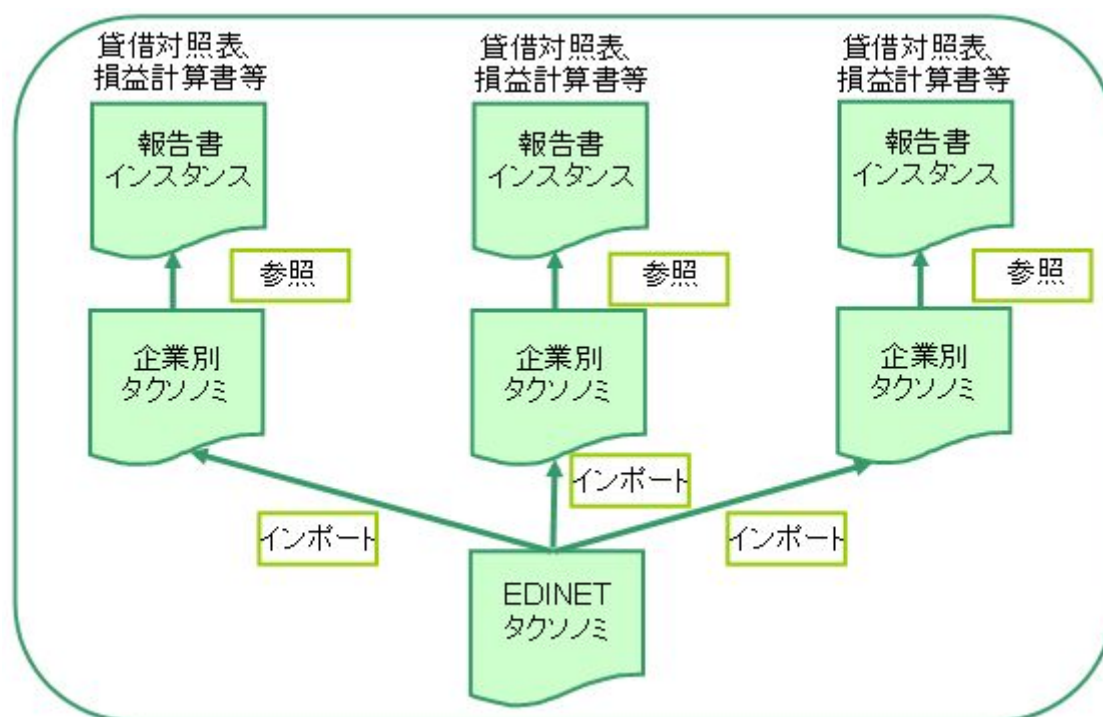 貸借対照表、
損益計算書等
貸借対照表、
損益計算書等
貸借対照表、
損益計算書等
報告書
インスタンス
報告書
インスタンス
報告書
インスタンス
参照
参照
参照
企業別
タクソノミ
企業別
タクソノミ
企業別
タクソノミ
インポート
インポート
インポート
EDINET
タクソノミ